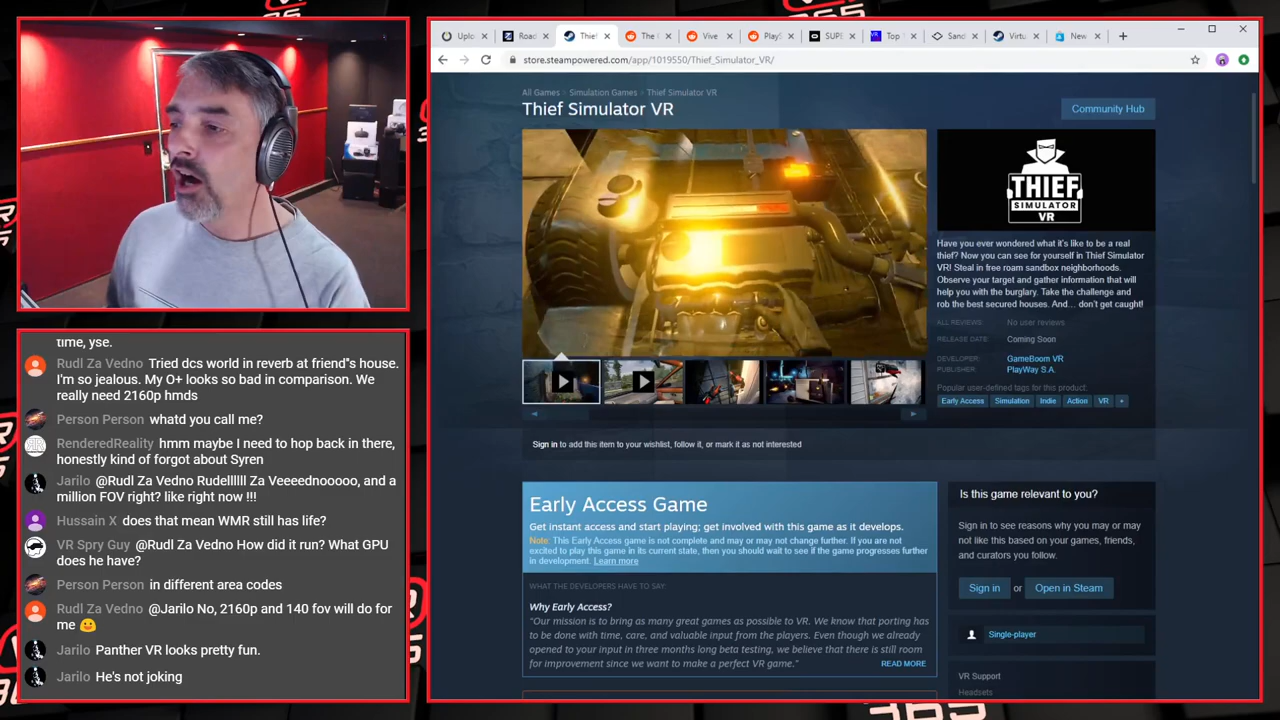 time, yse.
Rudl Za Vedno Tried dcs world in reverb at friend"s house.
I'm so jealous. My O+ looks so bad in comparison. We
really need 2160p hmds
Person Person whatd you call me?
RenderedReality hmm maybe I need to hop back in there,
honestly kind of forgot about Syren
Jarilo @Rudl Za Vedno Rudellllll Za Veeeednooooo, and a
million FOV right? like right now !!!
Hussain X does that mean WMR still has life?
VR Spry Guy @Rudl Za Vedno How did it run? What GPU
does he have?
Person Person in different area codes
Rudl Za Vedno @Jarilo No, 2160p and 140 fov will do for
me 😀
Jarilo Panther VR looks pretty fun.
Jarilo He's not joking
Uplo
Road
Thief
The
Vive
PlayS
SUPE
Top
Sand
Virtu
New
store.steampowered.com/app/1019550/Thief_Simulator_VR/
All Games > Simulation Games > Thief Simulator VR
Thief Simulator VR
Community Hub
THIEF
SIMULATOR
VR
Have you ever wondered what it's like to be a real
thief? Now you can see for yourself in Thief Simulator
VR! Steal in free roam sandbox neighborhoods.
Observe your target and gather information that will
help you with the burglary. Take the challenge and
rob the best secured houses. And... don't get caught!
ALL REVIEWS: No user reviews
RELEASE DATE: Coming Soon
DEVELOPER: GameBoom VR
PUBLISHER: PlayWay S.A.
Popular user-defined tags for this product:
Early Access Simulation Indie Action VR +
Sign in to add this item to your wishlist, follow it, or mark it as not interested
Early Access Game
Get instant access and start playing; get involved with this game as it develops.
Note: This Early Access game is not complete and may or may not change further. If you are
not excited to play this game in its current state, then you should wait to see if the game progresses further
in development. Learn more
WHAT THE DEVELOPERS HAVE TO SAY:
Why Early Access?
"Our mission is to bring as many great games as possible to VR. We know that porting has
to be done with time, care, and valuable input from the players. Even though we already
opened to your input in three months long beta testing, we believe that there is still room
for improvement since we want to make a perfect VR game."
READ MORE
Is this game relevant to you?
Sign in to see reasons why you may or may
not like this based on your games, friends,
and curators you follow.
Sign in or Open in Steam
Single-player
VR Support
Headsets